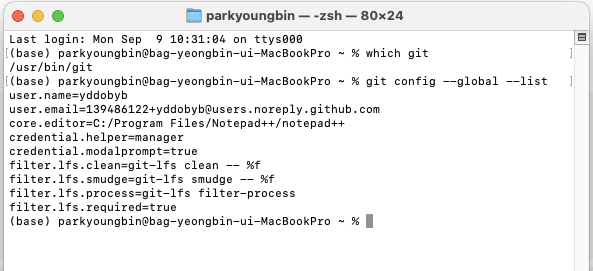 parkyoungbin — -zsh — 80×24
Last login: Mon Sep  9 10:31:04 on ttys000
[(base) parkyoungbin@bag-yeongbin-ui-MacBookPro ~ % which git ]
/usr/bin/git
[(base) parkyoungbin@bag-yeongbin-ui-MacBookPro ~ % git config --global --list ]
user.name=yddobyb
user.email=139486122+yddobyb@users.noreply.github.com
core.editor=C:/Program Files/Notepad++/notepad++
credential.helper=manager
credential.modalprompt=true
filter.lfs.clean=git-lfs clean -- %f
filter.lfs.smudge=git-lfs smudge -- %f
filter.lfs.process=git-lfs filter-process
filter.lfs.required=true
(base) parkyoungbin@bag-yeongbin-ui-MacBookPro ~ %